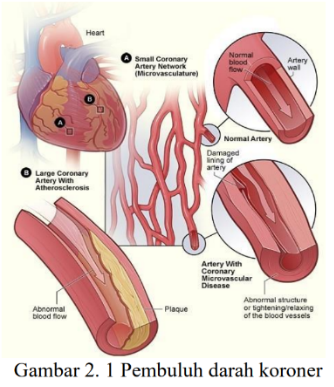 Heart
A Small Coronary
Artery Network
(Microvasculature)
Normal
blood
flow
Artery
wall
B
A
Normal Artery
B Large Coronary
Artery With
Atherosclerosis
Damaged
lining of
artery
Abnormal
blood flow
Plaque
Artery With
Coronary
Microvascular
Disease
Abnormal structure
or tightening/relaxing
of the blood vessels
Gambar 2. 1 Pembuluh darah koroner